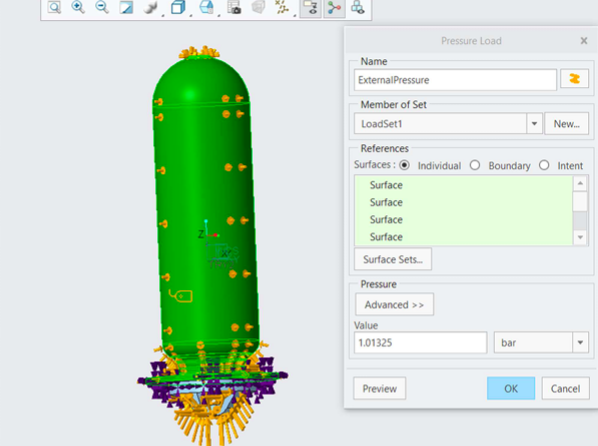 Pressure Load
Name
ExternalPressure
Member of Set
LoadSet1
New...
References
Surfaces : Individual Boundary Intent
Surface
Surface
Surface
Surface
Surface Sets...
Pressure
Advanced >>
Value
1.01325 bar
Preview OK Cancel
Z